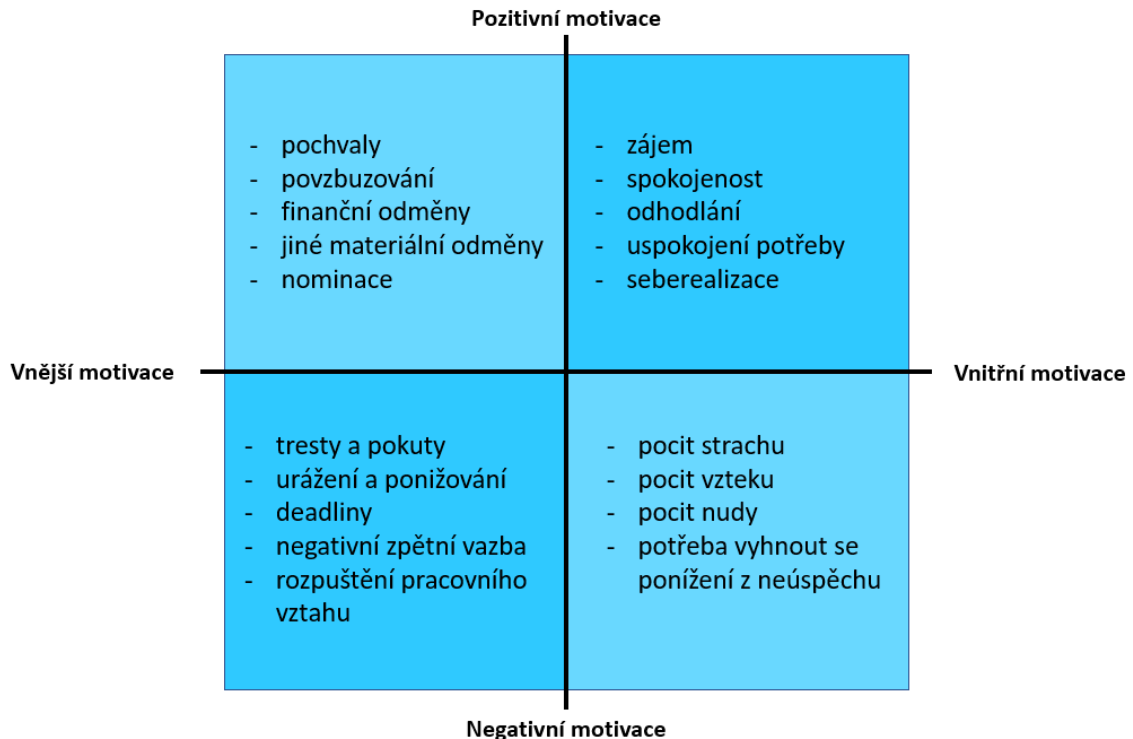 Pozitivní motivace
- pochvaly
- povzbuzování
- finanční odměny
- jiné materiální odměny
- nominace
- zájem
- spokojenost
- odhodlání
- uspokojení potřeby
- seberealizace
Vnější motivace
Vnitřní motivace
- tresty a pokuty
- urážení a ponižování
- deadliny
- negativní zpětní vazba
- rozpuštění pracovního
vztahu
- pocit strachu
- pocit vzteku
- pocit nudy
- potřeba vyhnout se
ponížení z neúspěchu
Negativní motivace